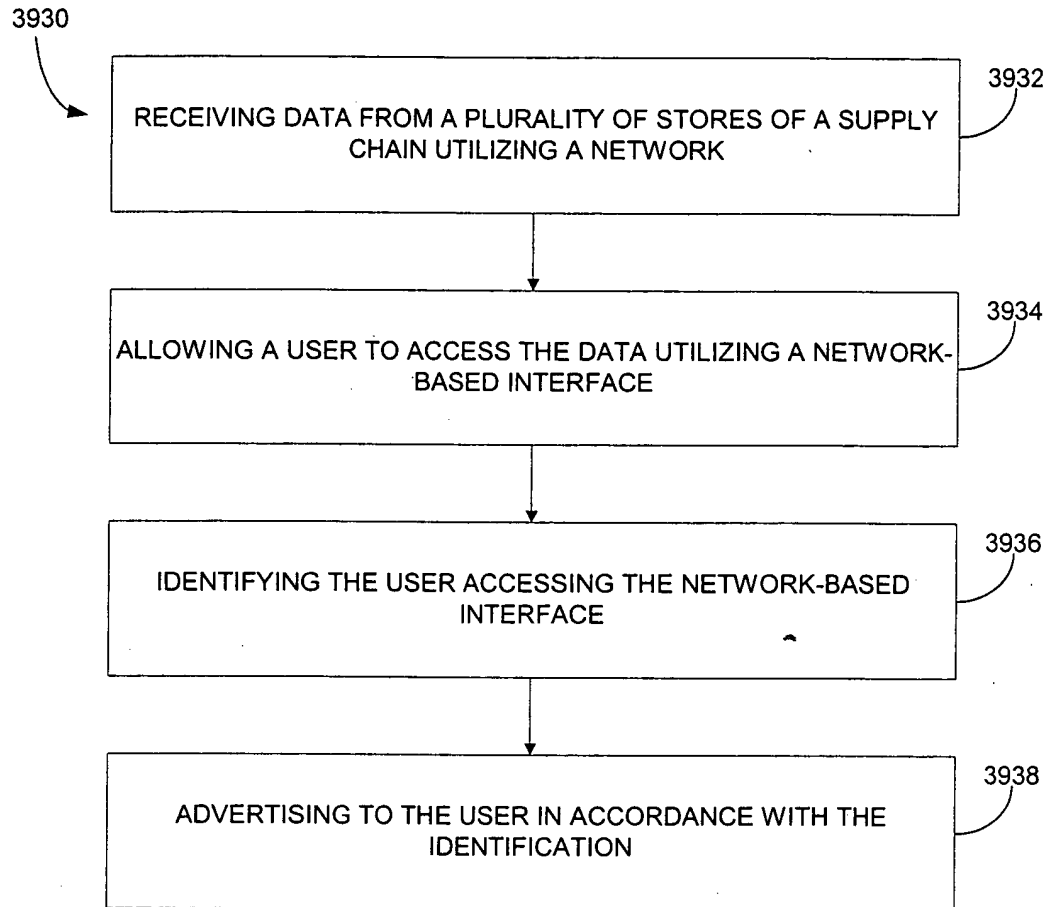 3930
3932
RECEIVING DATA FROM A PLURALITY OF STORES OF A SUPPLY
CHAIN UTILIZING A NETWORK
3934
ALLOWING A USER TO ACCESS THE DATA UTILIZING A NETWORK-
BASED INTERFACE
3936
IDENTIFYING THE USER ACCESSING THE NETWORK-BASED
INTERFACE
3938
ADVERTISING TO THE USER IN ACCORDANCE WITH THE
IDENTIFICATION